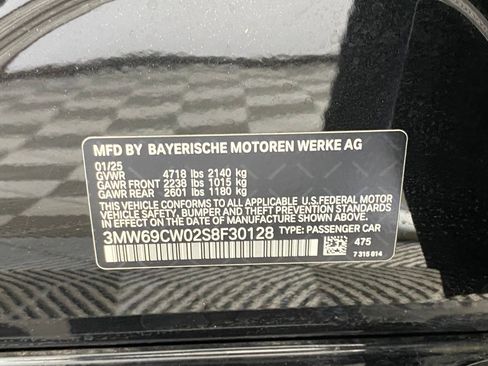 MFD BY BAYERISCHE MOTOREN WERKE AG
01/25
GVWR 4718 lbs 2140 kg
GAWR FRONT 2238 lbs 1015 kg
GAWR REAR 2601 lbs 1180 kg
THIS VEHICLE CONFORMS TO ALL APPLICABLE U.S.FEDERAL MOTOR
VEHICLE SAFETY, BUMPER, AND THEFT PREVENTION STANDARDS
IN EFFECT ON THE DATE OF MANUFACTURE SHOWN ABOVE.
3MW69CW02S8F30128 TYPE: PASSENGER CAR
475
7 315 014